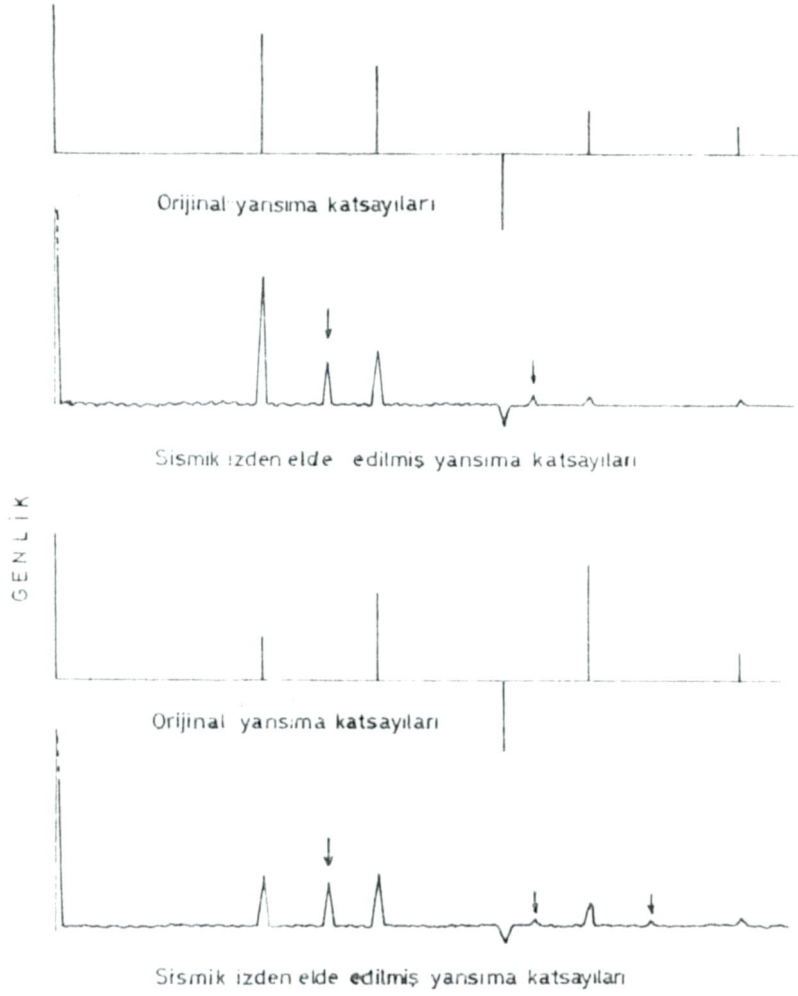 Orijinal yansıma katsayıları
Sismik izden elde edilmiş yansıma katsayıları
GENLİK
Orijinal yansıma katsayıları
Sismik izden elde edilmiş yansıma katsayıları